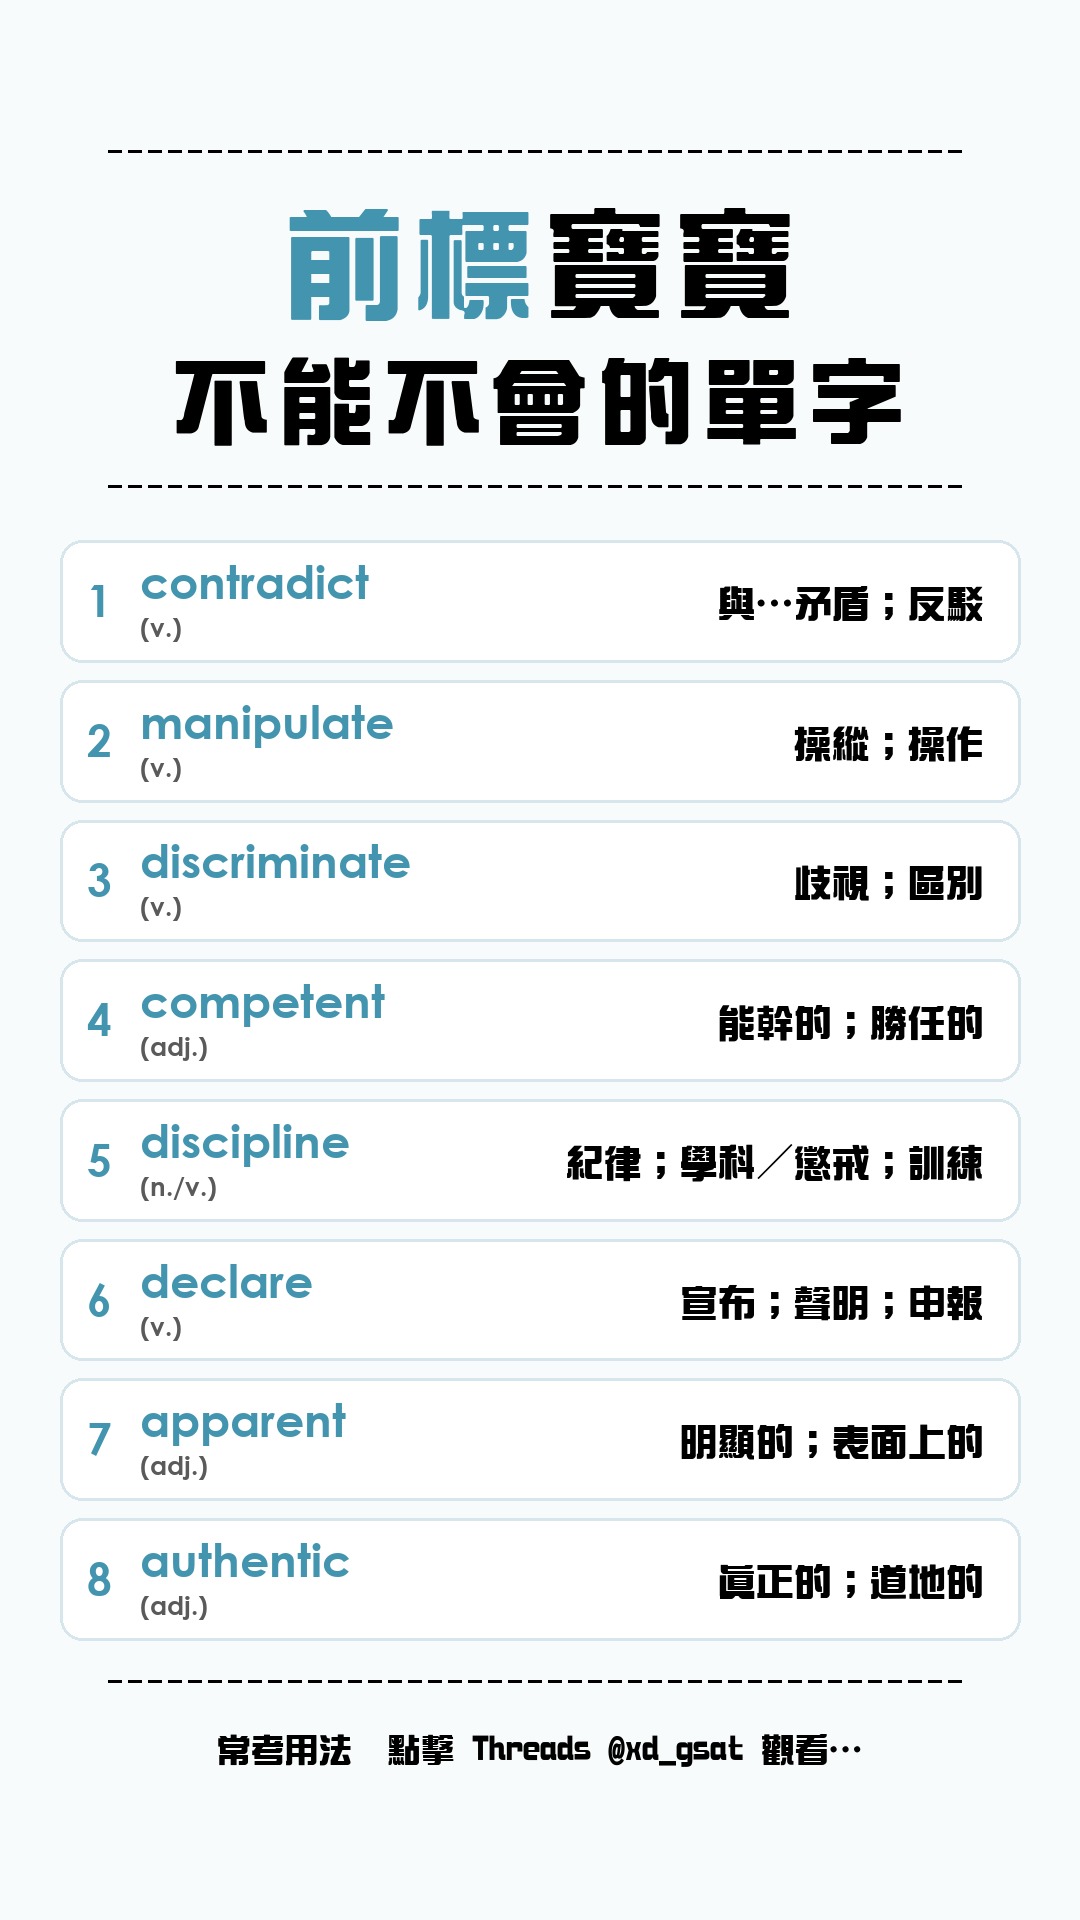 前標寶寶
不能不會的單字
1 contradict 與…矛盾；反駁
(v.)
2 manipulate 操縱；操作
(v.)
3 discriminate 歧視；區別
(v.)
4 competent 能幹的；勝任的
(adj.)
5 discipline 紀律；學科／懲戒；訓練
(n./v.)
6 declare 宣布；聲明；申報
(v.)
7 apparent 明顯的；表面上的
(adj.)
8 authentic 真正的；道地的
(adj.)
常考用法 點擊 Threads @xd_gsat 觀看…